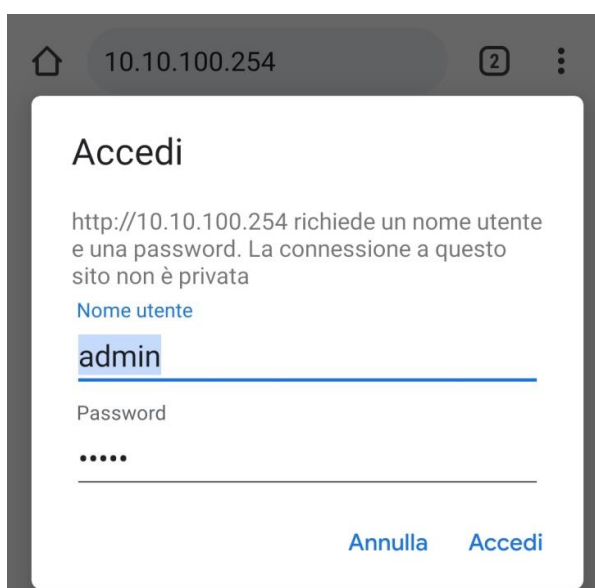 10.10.100.254
2
Accedi
http://10.10.100.254 richiede un nome utente
e una password. La connessione a questo
sito non è privata
Nome utente
admin
Password
•••••
Annulla Accedi